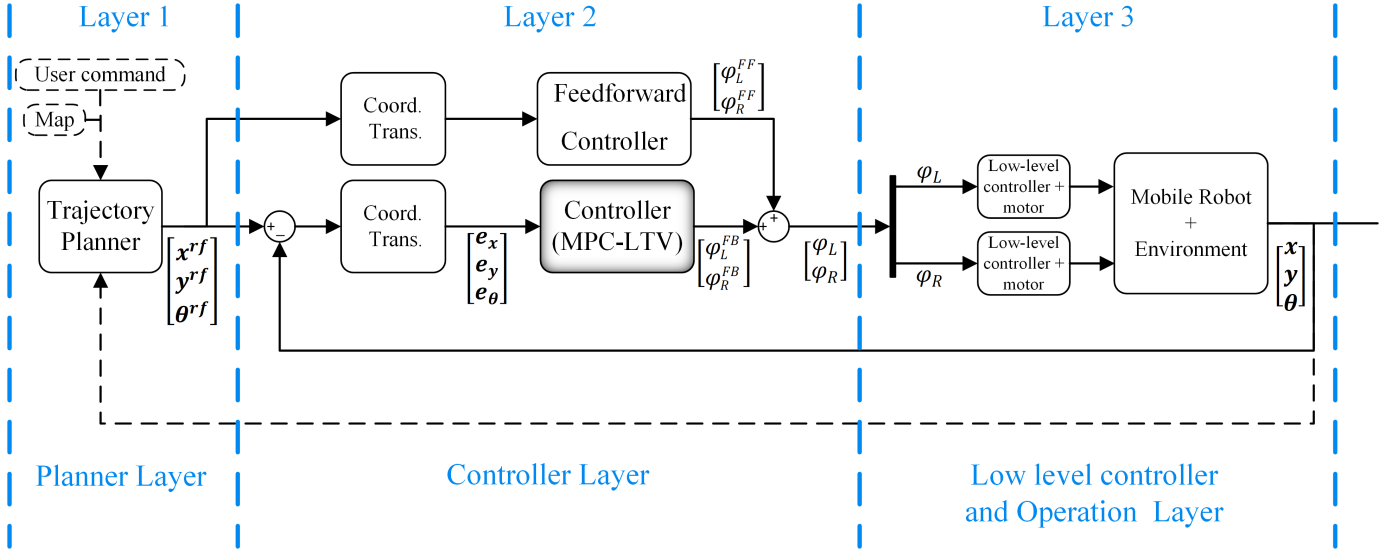 Layer 1
Layer 2
Layer 3
User command
Map
Trajectory
Planner
x^{rf}
y^{rf}
θ^{rf}
+
−
Coord.
Trans.
Feedforward
Controller
φ_L^{FF}
φ_R^{FF}
Coord.
Trans.
e_x
e_y
e_θ
Controller
(MPC-LTV)
φ_L^{FB}
φ_R^{FB}
+
+
φ_L
φ_R
φ_L
φ_R
Low-level
controller +
motor
Low-level
controller +
motor
Mobile Robot
+
Environment
x
y
θ
Planner Layer
Controller Layer
Low level controller
and Operation Layer